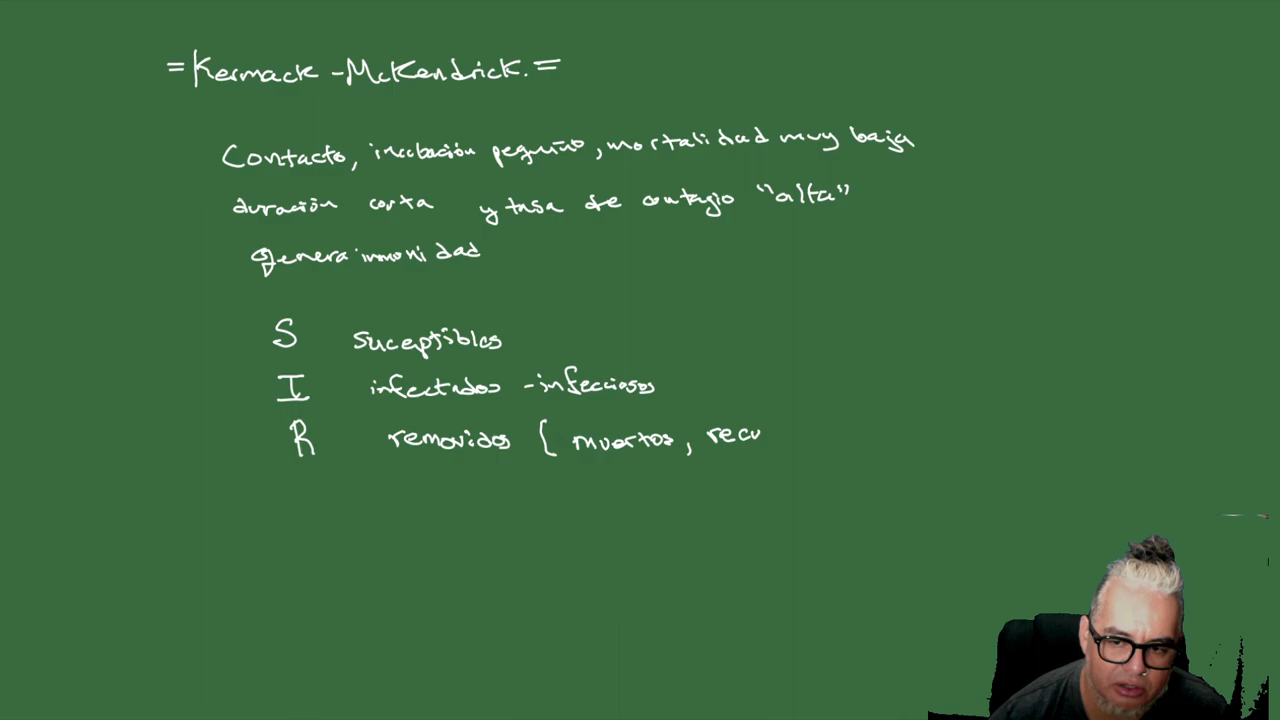 = Kermack - McKendrick. =
Contacto, incubación pequeño, mortalidad muy baja
duración corta y tasa de contagio "alta"
genera inmonidad
S suceptibles
I infectados - infecciosos
R removidos { muertos, recu